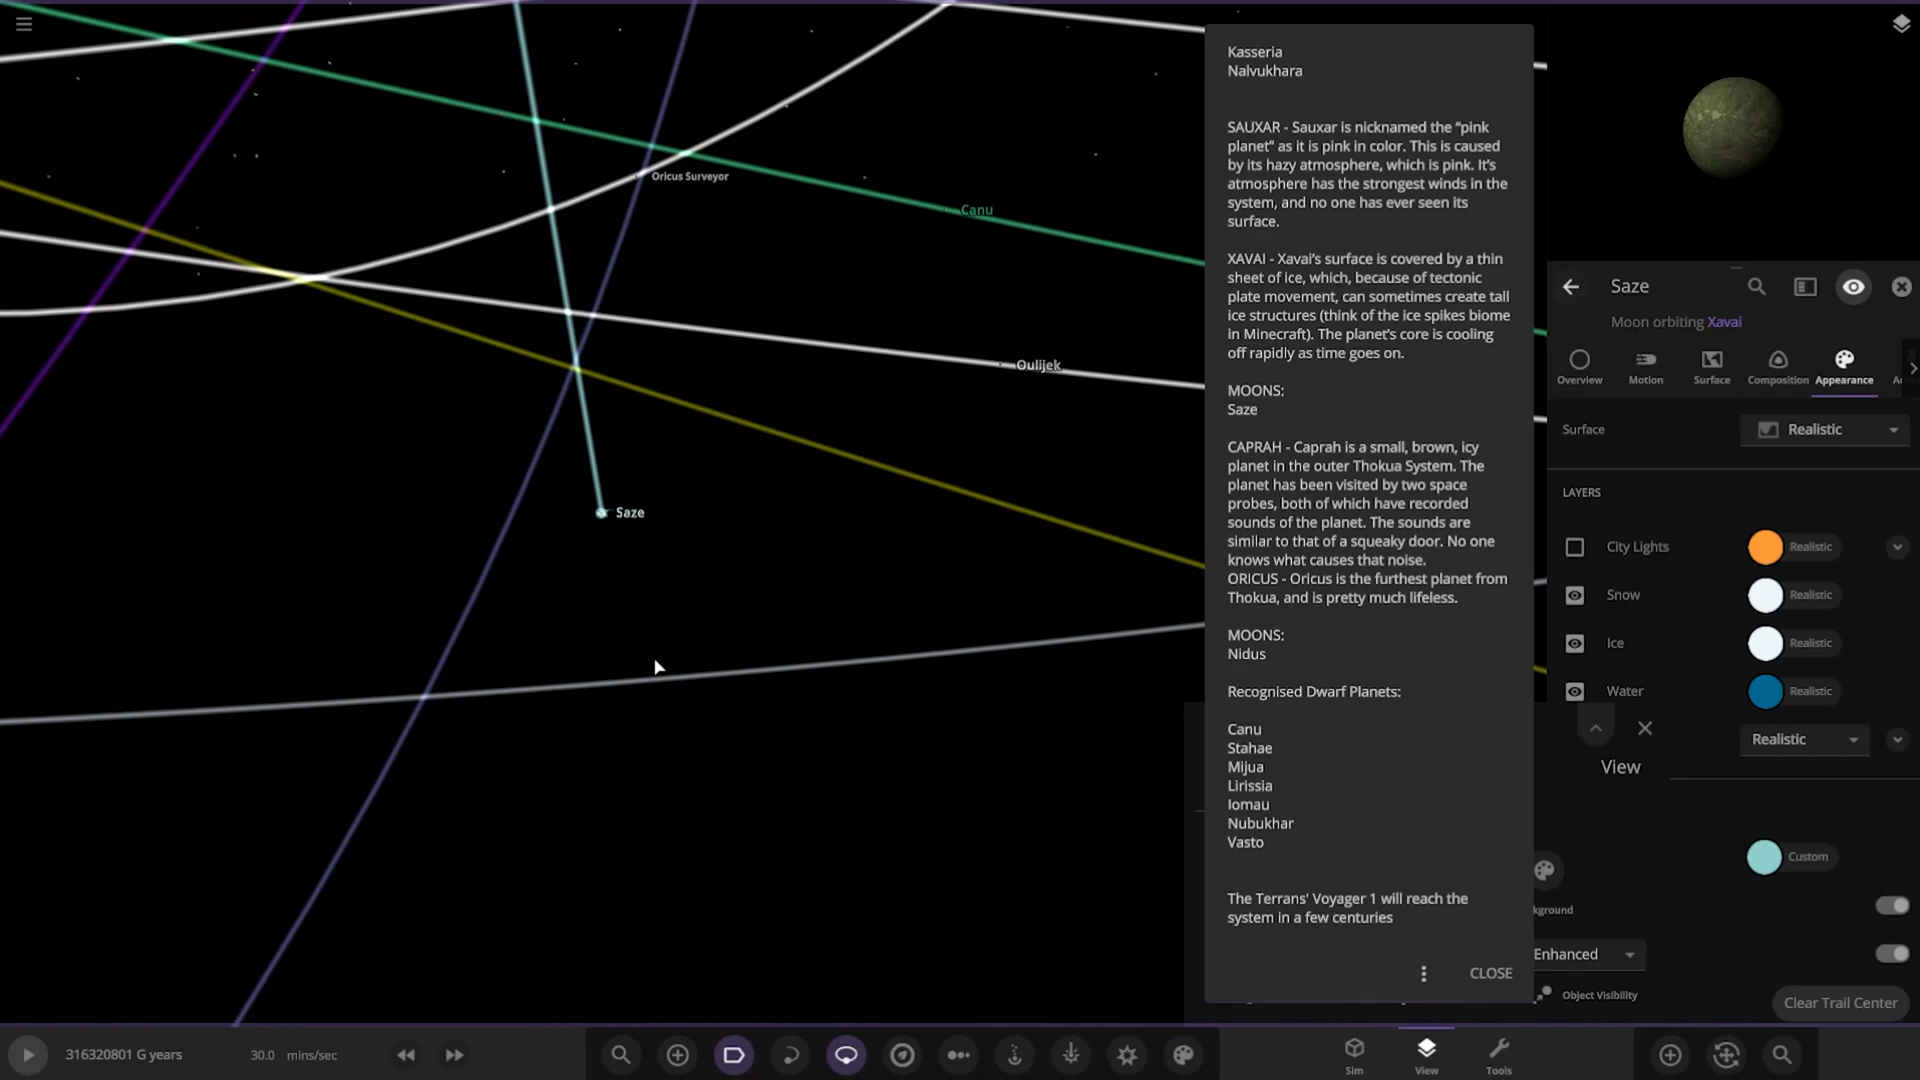 Oricus Surveyor
Canu
Oulijek
Saze
Kasseria
Nalvukhara
SAUXAR - Sauxar is nicknamed the “pink
planet” as it is pink in color. This is caused
by its hazy atmosphere, which is pink. It’s
atmosphere has the strongest winds in the
system, and no one has ever seen its
surface.
XAVAI - Xavai’s surface is covered by a thin
sheet of ice, which, because of tectonic
plate movement, can sometimes create tall
ice structures (think of the ice spikes biome
in Minecraft). The planet’s core is cooling
off rapidly as time goes on.
MOONS:
Saze
CAPRAH - Caprah is a small, brown, icy
planet in the outer Thokua System. The
planet has been visited by two space
probes, both of which have recorded
sounds of the planet. The sounds are
similar to that of a squeaky door. No one
knows what causes that noise.
ORICUS - Oricus is the furthest planet from
Thokua, and is pretty much lifeless.
MOONS:
Nidus
Recognised Dwarf Planets:
Canu
Stahae
Mijua
Lirissia
Iomau
Nubukhar
Vasto
The Terrans' Voyager 1 will reach the
system in a few centuries
CLOSE
Saze
Moon orbiting Xavai
Overview Motion Surface Composition Appearance
Surface Realistic
LAYERS
City Lights Realistic
Snow Realistic
Ice Realistic
Water Realistic
Realistic
View
Custom
kground
Enhanced
Object Visibility
Clear Trail Center
316320801 G years 30.0 mins/sec
Sim View Tools